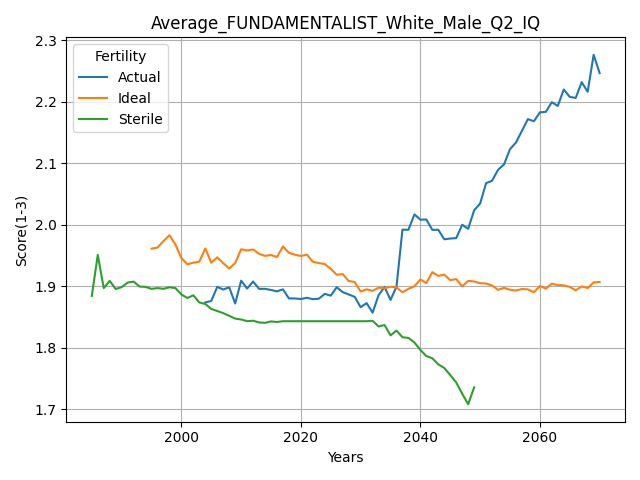 Average_FUNDAMENTALIST_White_Male_Q2_IQ
Fertility
Actual
Ideal
Sterile
Score(1-3)
2.3
2.2
2.1
2.0
1.9
1.8
1.7
2000 2020 2040 2060
Years